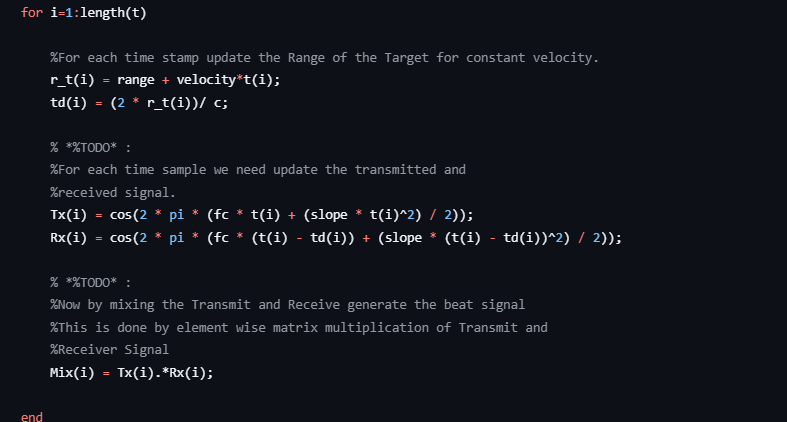 for i=1:length(t)
%For each time stamp update the Range of the Target for constant velocity.
r_t(i) = range + velocity*t(i);
td(i) = (2 * r_t(i))/ c;
% *%TODO* :
%For each time sample we need update the transmitted and
%received signal.
Tx(i) = cos(2 * pi * (fc * t(i) + (slope * t(i)^2) / 2));
Rx(i) = cos(2 * pi * (fc * (t(i) - td(i)) + (slope * (t(i) - td(i))^2) / 2));
% *%TODO* :
%Now by mixing the Transmit and Receive generate the beat signal
%This is done by element wise matrix multiplication of Transmit and
%Receiver Signal
Mix(i) = Tx(i).*Rx(i);
end